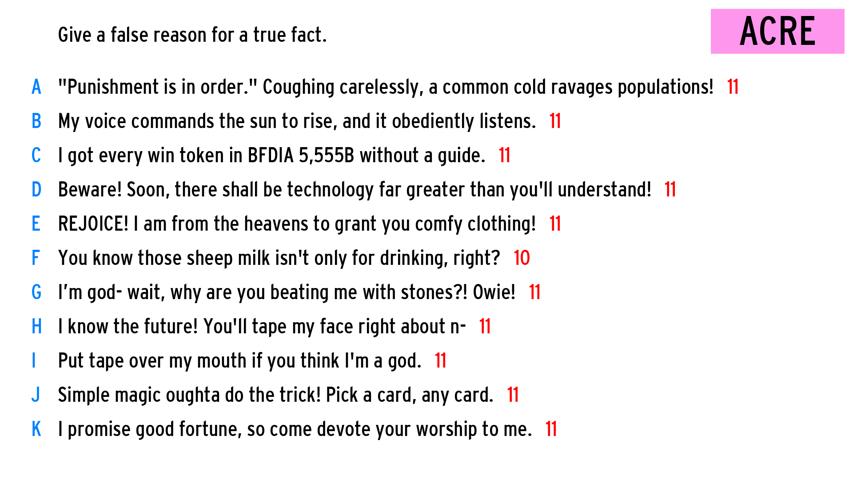 Give a false reason for a true fact.
ACRE
A "Punishment is in order." Coughing carelessly, a common cold ravages populations! 11
B My voice commands the sun to rise, and it obediently listens. 11
C I got every win token in BFDIA 5,555B without a guide. 11
D Beware! Soon, there shall be technology far greater than you'll understand! 11
E REJOICE! I am from the heavens to grant you comfy clothing! 11
F You know those sheep milk isn't only for drinking, right? 10
G I'm god- wait, why are you beating me with stones?! Owie! 11
H I know the future! You'll tape my face right about n- 11
I Put tape over my mouth if you think I'm a god. 11
J Simple magic oughta do the trick! Pick a card, any card. 11
K I promise good fortune, so come devote your worship to me. 11